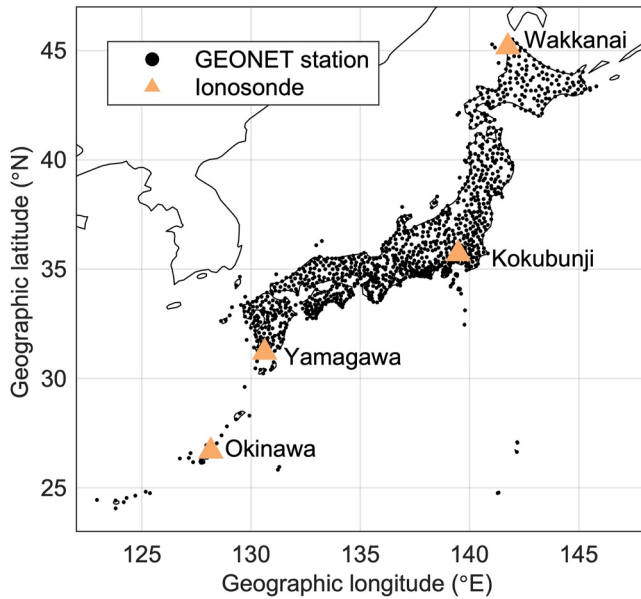 45
Wakkanai
GEONET station
Ionosonde
40
Geographic latitude (°N)
35
Kokubunji
Yamagawa
30
Okinawa
25
125
130
135
140
145
Geographic longitude (°E)